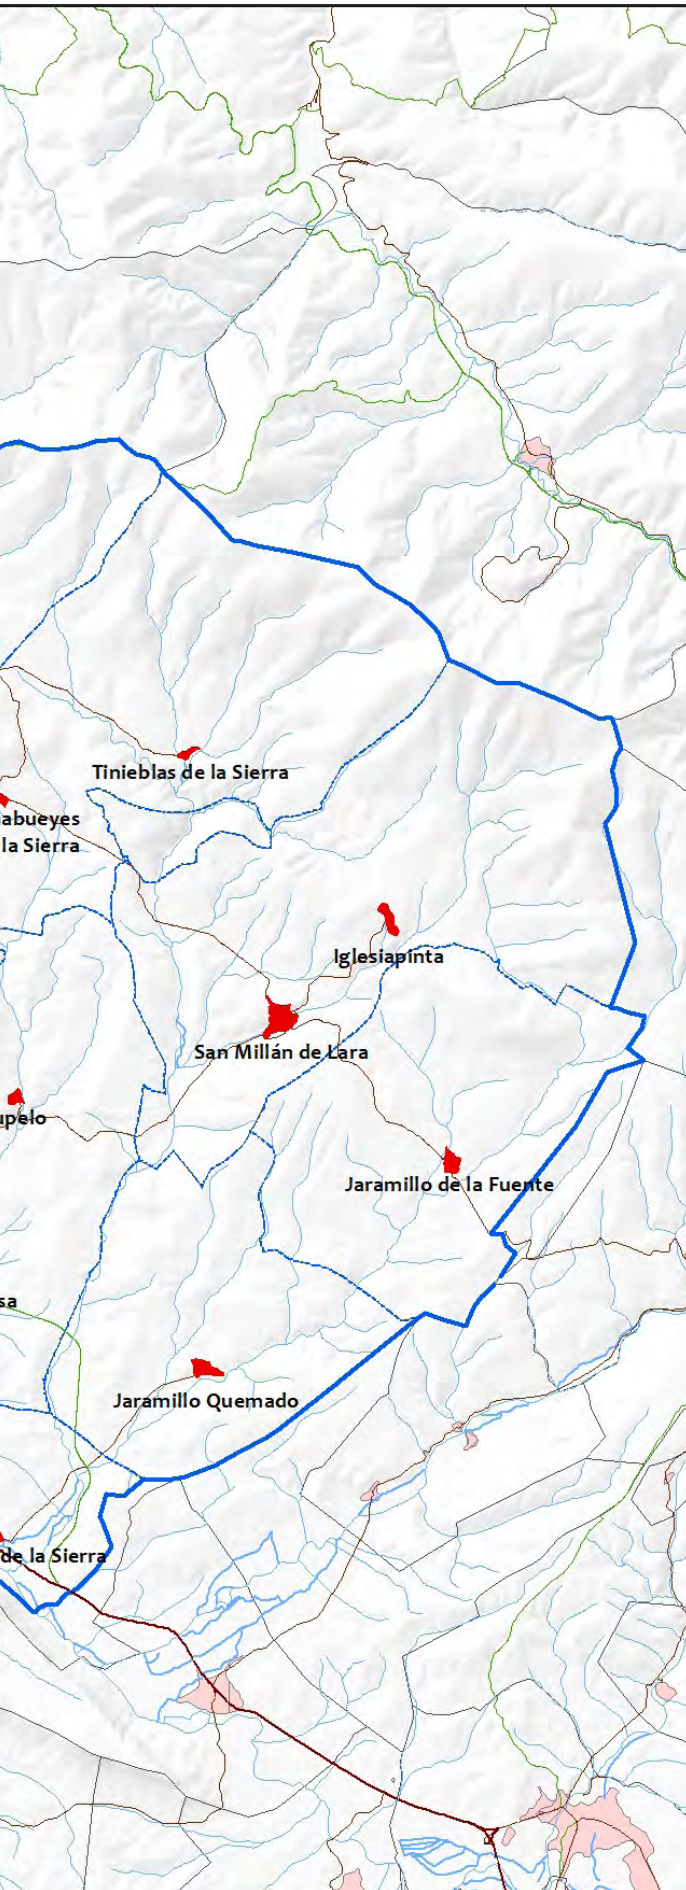 Tinieblas de la Sierra
abueyes
la Sierra
Iglesiapinta
San Millán de Lara
upelo
Jaramillo de la Fuente
sa
Jaramillo Quemado
de la Sierra